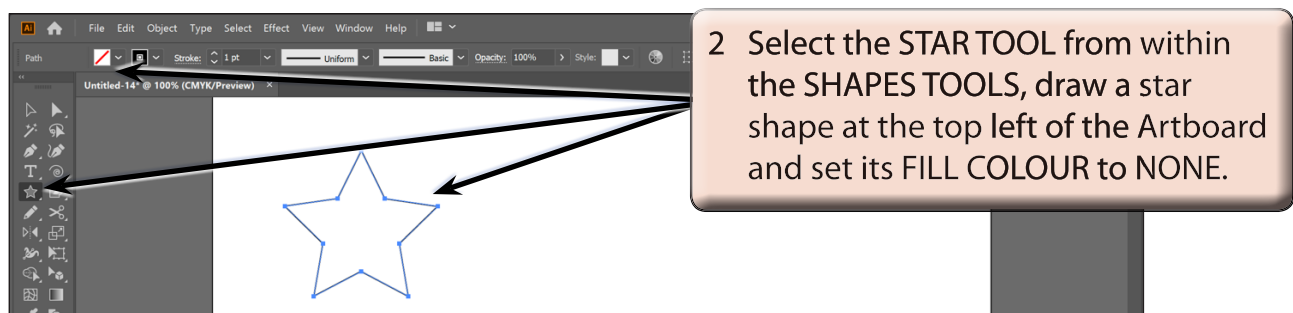 Ai File Edit Object Type Select Effect View Window Help
Path Stroke: 1 pt Uniform Basic Opacity: 100% Style:
Untitled-14* @ 100% (CMYK/Preview) ×
2 Select the STAR TOOL from within
the SHAPES TOOLS, draw a star
shape at the top left of the Artboard
and set its FILL COLOUR to NONE.